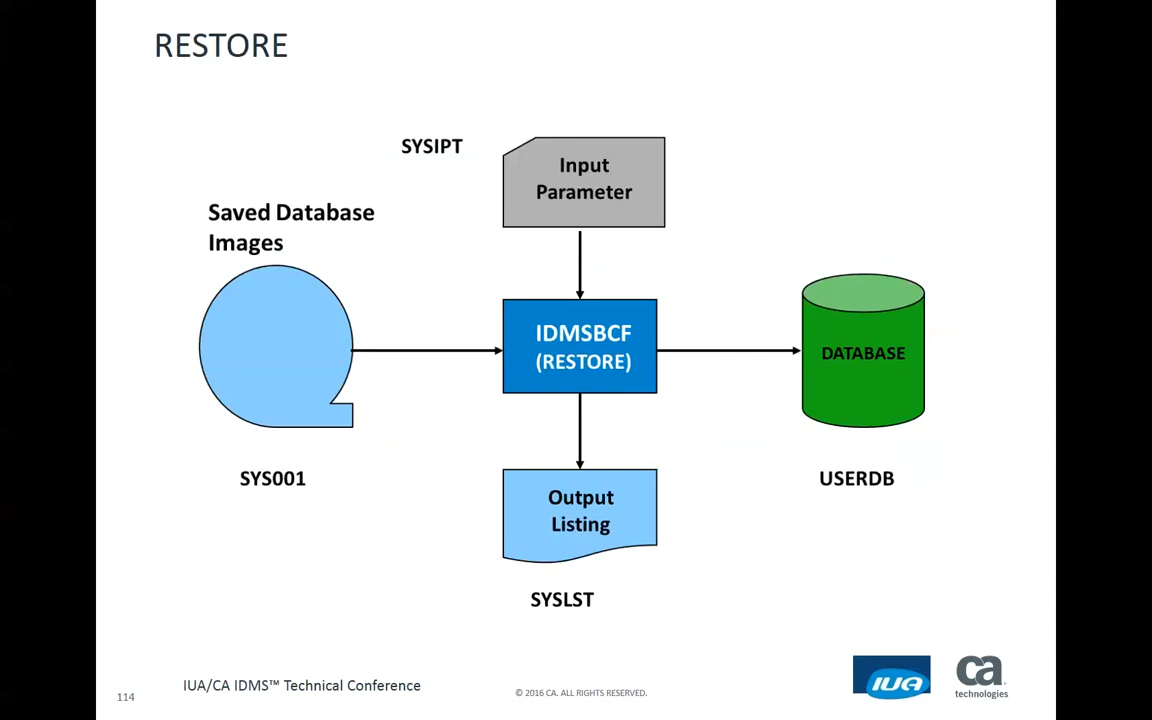 RESTORE
SYSIPT
Input
Parameter
Saved Database
Images
IDMSBCF
(RESTORE)
DATABASE
SYS001
USERDB
Output
Listing
SYSLST
114
IUA/CA IDMS™ Technical Conference
© 2016 CA. ALL RIGHTS RESERVED.
IUA
ca
technologies